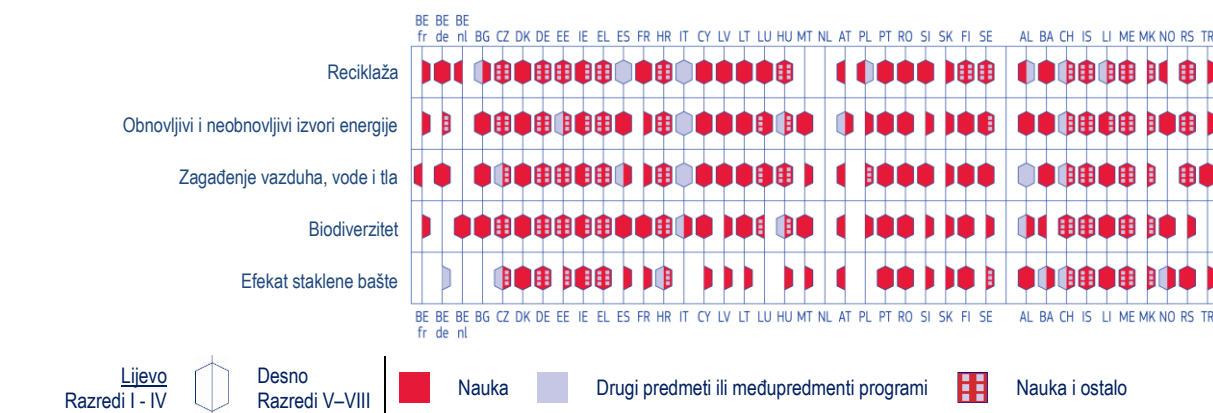 BE BE BE
fr de nl BG CZ DK DE EE IE EL ES FR HR IT CY LV LT LU HU MT NL AT PL PT RO SI SK FI SE AL BA CH IS LI ME MK NO RS TR
Reciklaža
Obnovljivi i neobnovljivi izvori energije
Zagađenje vazduha, vode i tla
Biodiverzitet
Efekat staklene bašte
BE BE BE BG CZ DK DE EE IE EL ES FR HR IT CY LV LT LU HU MT NL AT PL PT RO SI SK FI SE AL BA CH IS LI ME MK NO RS TR
fr de nl
Lijevo
Razredi I - IV
Desno
Razredi V–VIII
Nauka
Drugi predmeti ili međupredmenti programi
Nauka i ostalo